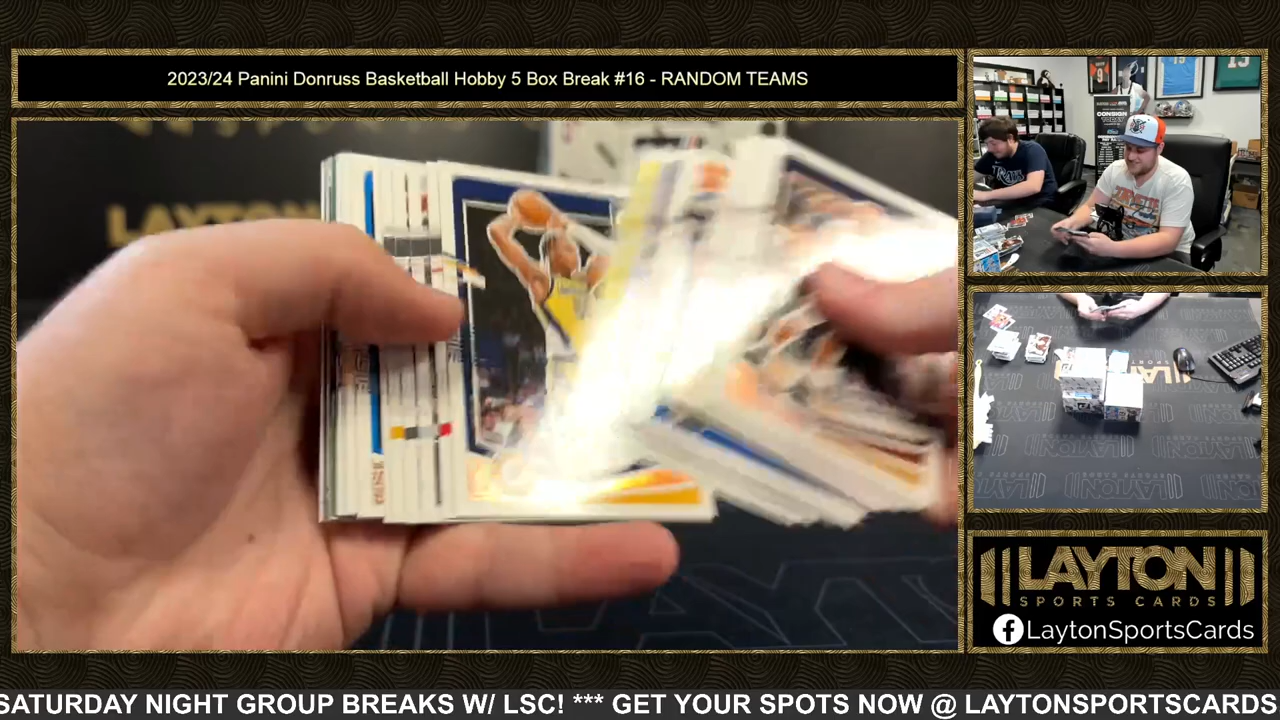 2023/24 Panini Donruss Basketball Hobby 5 Box Break #16 - RANDOM TEAMS
CONSIGN
LAYTON
SPORTS CARDS
LaytonSportsCards
SATURDAY NIGHT GROUP BREAKS W/ LSC! *** GET YOUR SPOTS NOW @ LAYTONSPORTSCARDS